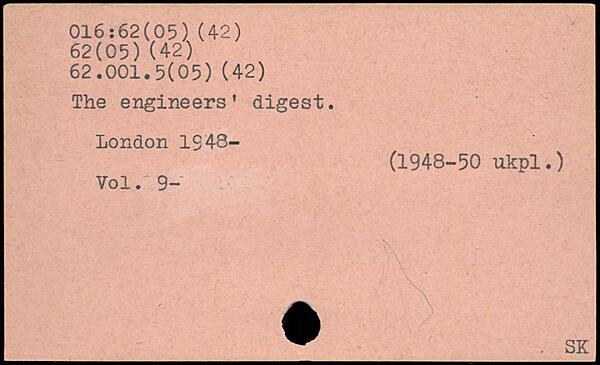 016:62(05)(42)
62(05)(42)
62.001.5(05)(42)
The engineers' digest.
London 1948-
(1948-50 ukpl.)
Vol. 9-
SK